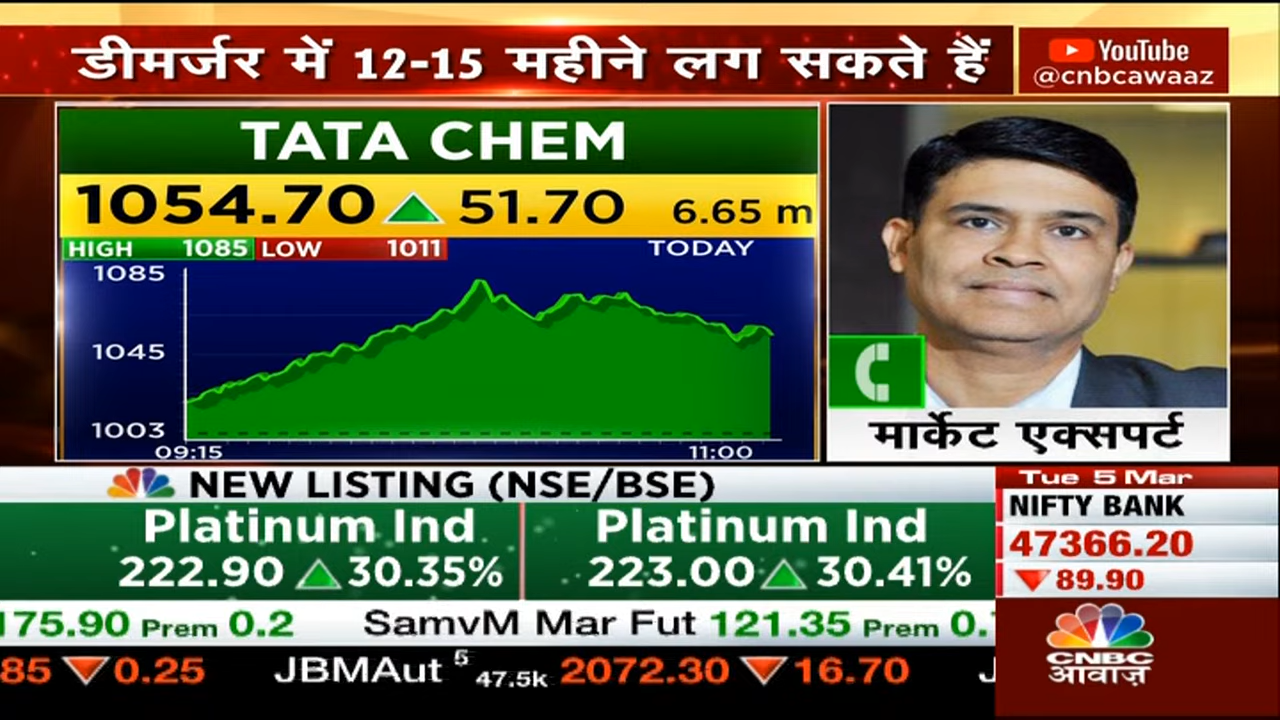 डीमर्जर में 12-15 महीने लग सकते हैं
YouTube
@cnbcawaaz
TATA CHEM
1054.70 51.70 6.65 m
HIGH 1085 LOW 1011 TODAY
1085
1045
1003
09:15 11:00
मार्केट एक्सपर्ट
NEW LISTING (NSE/BSE)
Platinum Ind Platinum Ind
222.90 30.35% 223.00 30.41%
Tue 5 Mar
NIFTY BANK
47366.20
89.90
175.90 Prem 0.2 SamvM Mar Fut 121.35 Prem 0.
85 0.25 JBMAut 5 47.5k 2072.30 16.70
CNBC
आवाज़